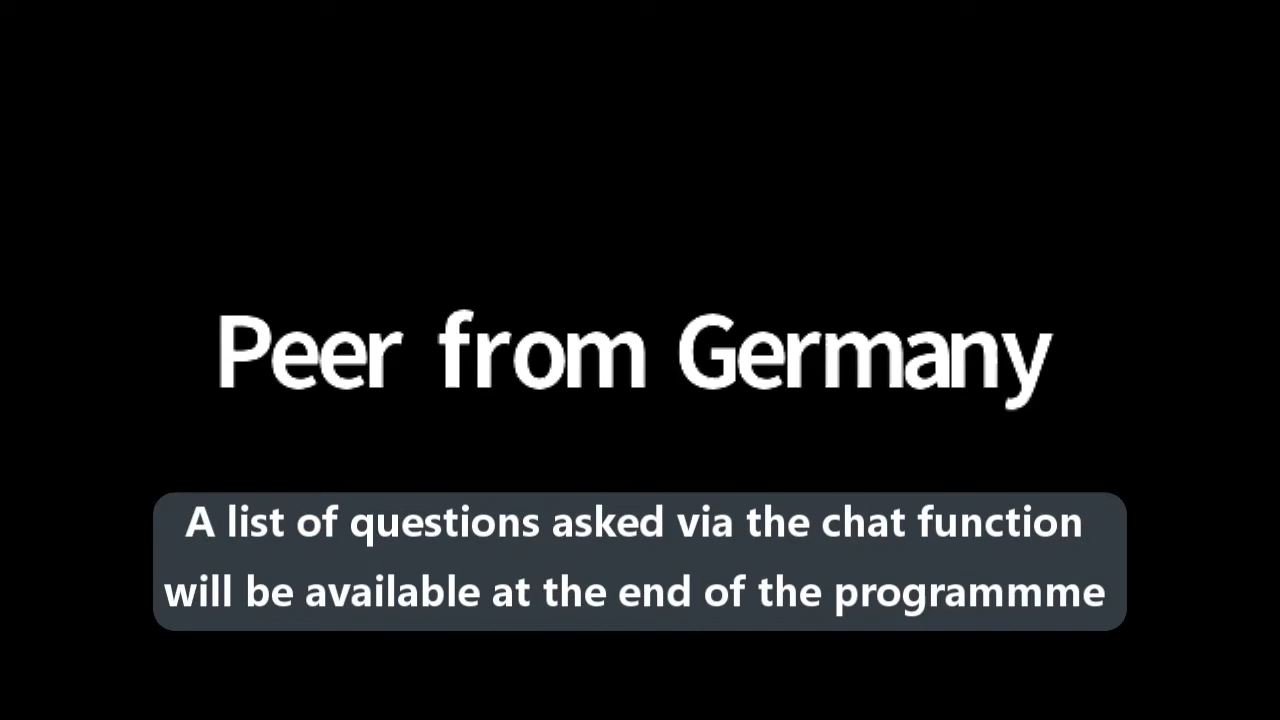 Peer from Germany
A list of questions asked via the chat function
will be available at the end of the programmme